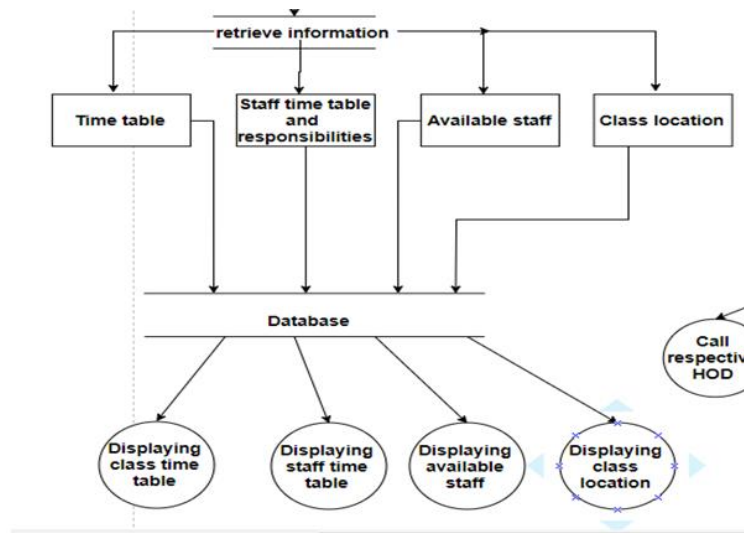 retrieve information
Time table
Staff time table
and
responsibilities
Available staff
Class location
Database
Call
HOD
Displaying
class time
table
Displaying
staff time
table
Displaying
available
staff
Displaying
class
location